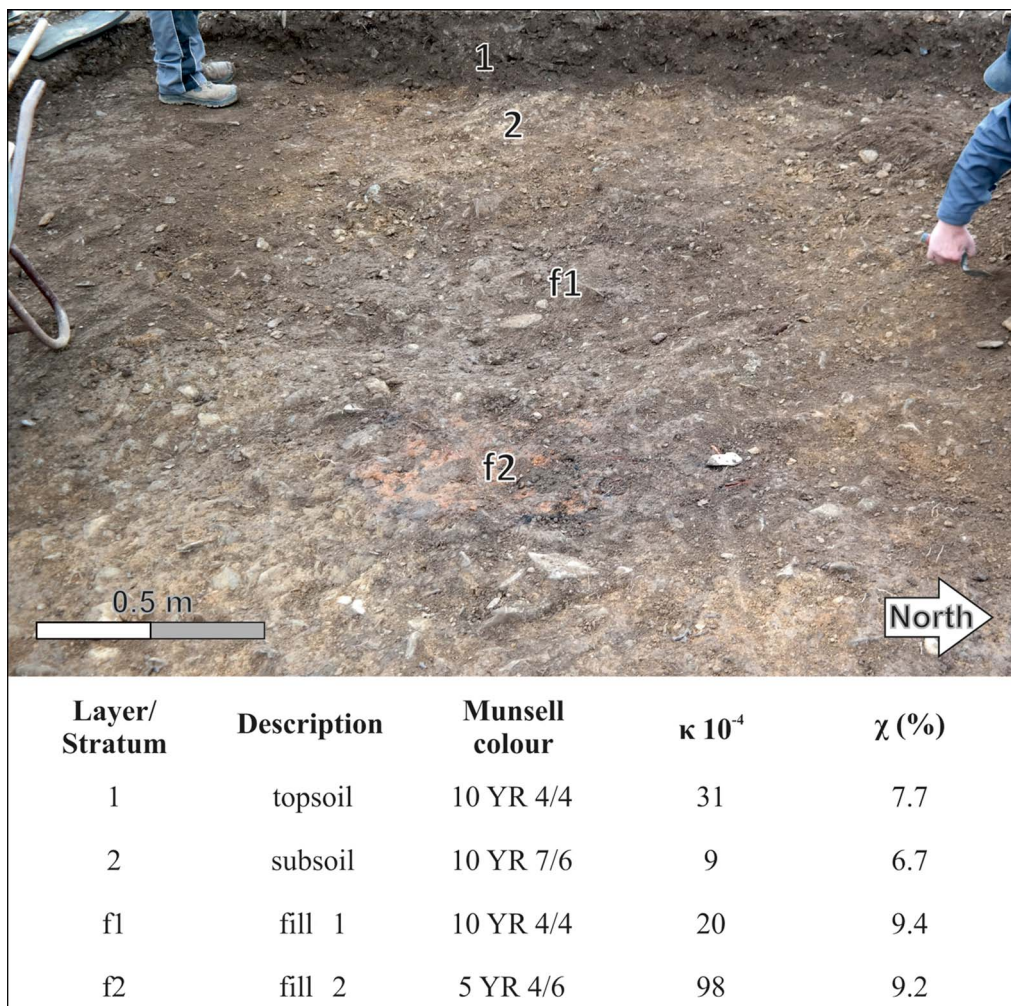 1
2
f1
f2
0.5 m
North
Layer/ Stratum Description Munsell colour κ 10⁻⁴ χ (%)
1 topsoil 10 YR 4/4 31 7.7
2 subsoil 10 YR 7/6 9 6.7
f1 fill 1 10 YR 4/4 20 9.4
f2 fill 2 5 YR 4/6 98 9.2